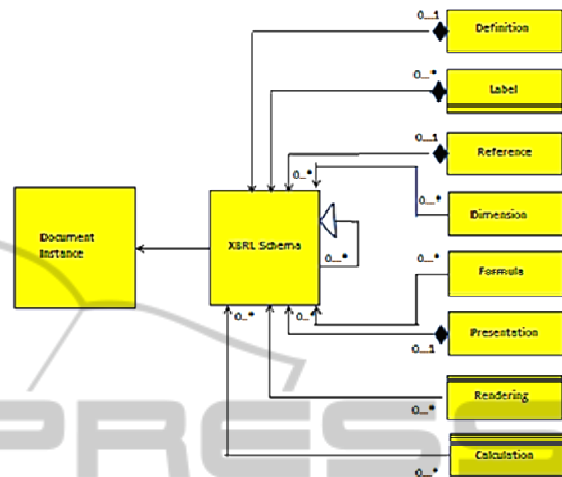 0...1
Definition
0...*
Label
0...1
Reference
0...*
0...*
Dimension
Document
Instance
XBRL Schema
0...*
0...*
Formula
0...*
0...*
Presentation
0...1
Rendering
0...*
Calculation
0...*
PRESS